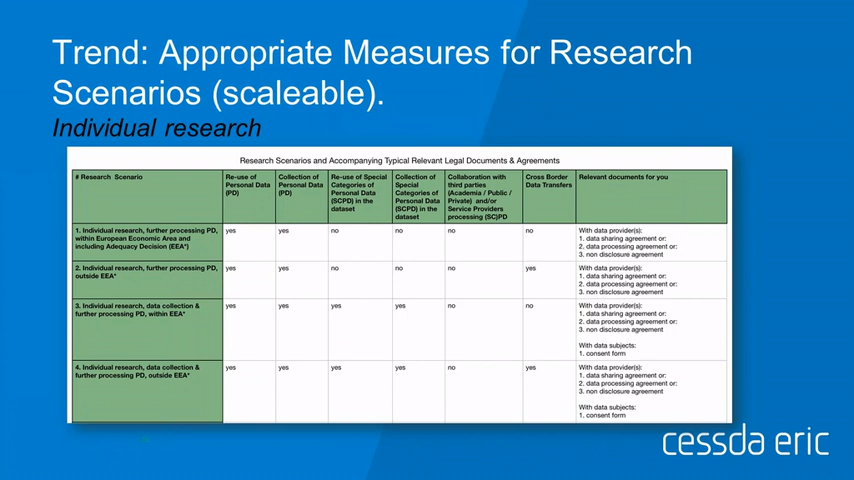 Trend: Appropriate Measures for Research
Scenarios (scaleable).
Individual research
Research Scenarios and Accompanying Typical Relevant Legal Documents & Agreements
# Research Scenario
Re-use of
Personal Data
(PD)
Collection of
Personal Data
(PD)
Re-use of Special
Categories of
Personal Data
(SCPD) in the
dataset
Collection of
Special
Categories of
Personal Data
(SCPD) in the
dataset
Collaboration with
third parties
(Academia / Public /
Private) and/or
Service Providers
processing (SC)PD
Cross Border
Data Transfers
Relevant documents for you
1. Individual research, further processing PD,
within European Economic Area and
including Adequacy Decision (EEA*)
yes
yes
no
no
no
no
With data provider(s):
1. data sharing agreement or:
2. data processing agreement or:
3. non disclosure agreement
2. Individual research, further processing PD,
outside EEA*
yes
yes
no
no
no
yes
With data provider(s):
1. data sharing agreement or:
2. data processing agreement or:
3. non disclosure agreement
3. Individual research, data collection &
further processing PD, within EEA*
yes
yes
yes
yes
no
no
With data provider(s):
1. data sharing agreement or:
2. data processing agreement or:
3. non disclosure agreement
With data subjects:
1. consent form
4. Individual research, data collection &
further processing PD, outside EEA*
yes
yes
yes
yes
no
yes
With data provider(s):
1. data sharing agreement or:
2. data processing agreement or:
3. non disclosure agreement
With data subjects:
1. consent form
cessda eric